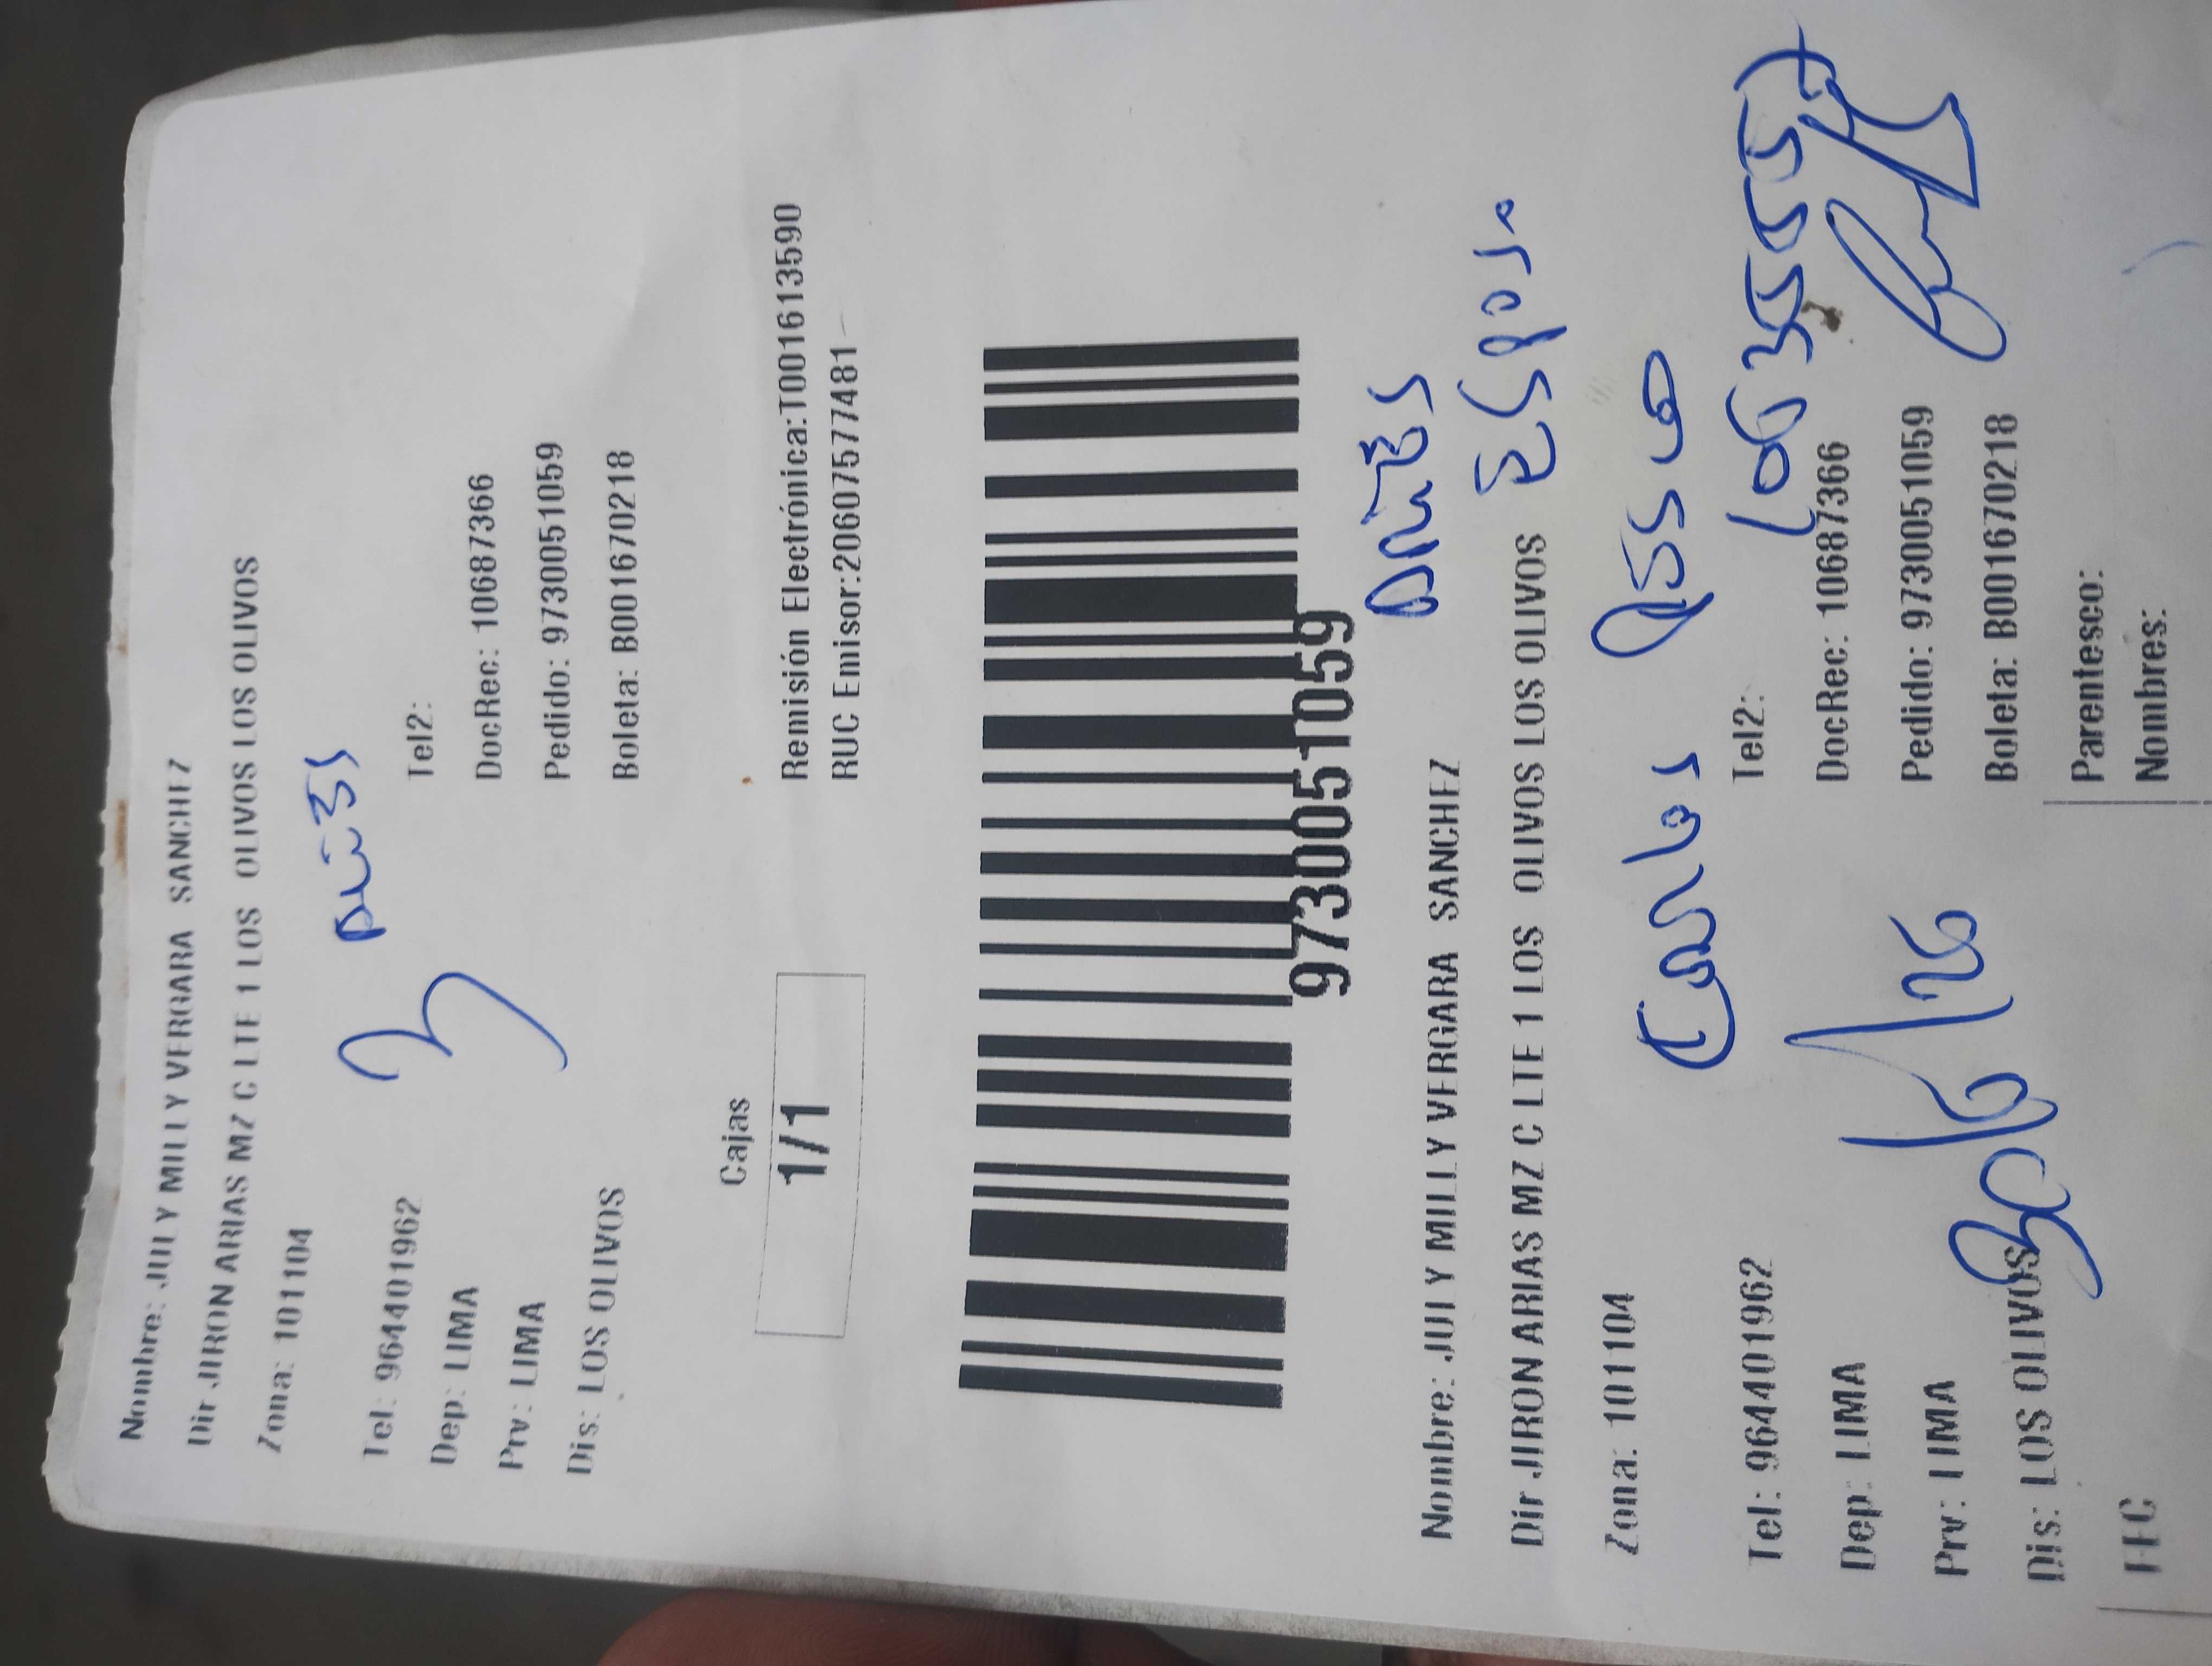 Nombre: JULY MILLY VERGARA SANCHEZ
Dir JIRON ARIAS MZ C LTE 1 LOS OLIVOS LOS OLIVOS
Zona: 101104
3
Tel: 964401962 Tel2:
Dep: LIMA DocRec: 10687366
Prv: LIMA Pedido: 9730051059
Dis: LOS OLIVOS Boleta: B001670218
Cajas
1/1
Remisión Electrónica:T001613590
RUC Emisor:20607577481
9730051059
Nombre: JULY MILLY VERGARA SANCHEZ
Dir JIRON ARIAS MZ C LTE 1 LOS OLIVOS LOS OLIVOS
Zona: 101104
Carlos
Tel: 964401962 Tel2:
Dep: LIMA DocRec: 10687366
Prv: LIMA Pedido: 9730051059
Dis: LOS OLIVOS Boleta: B001670218
Parentesco:
FEC Nombres: